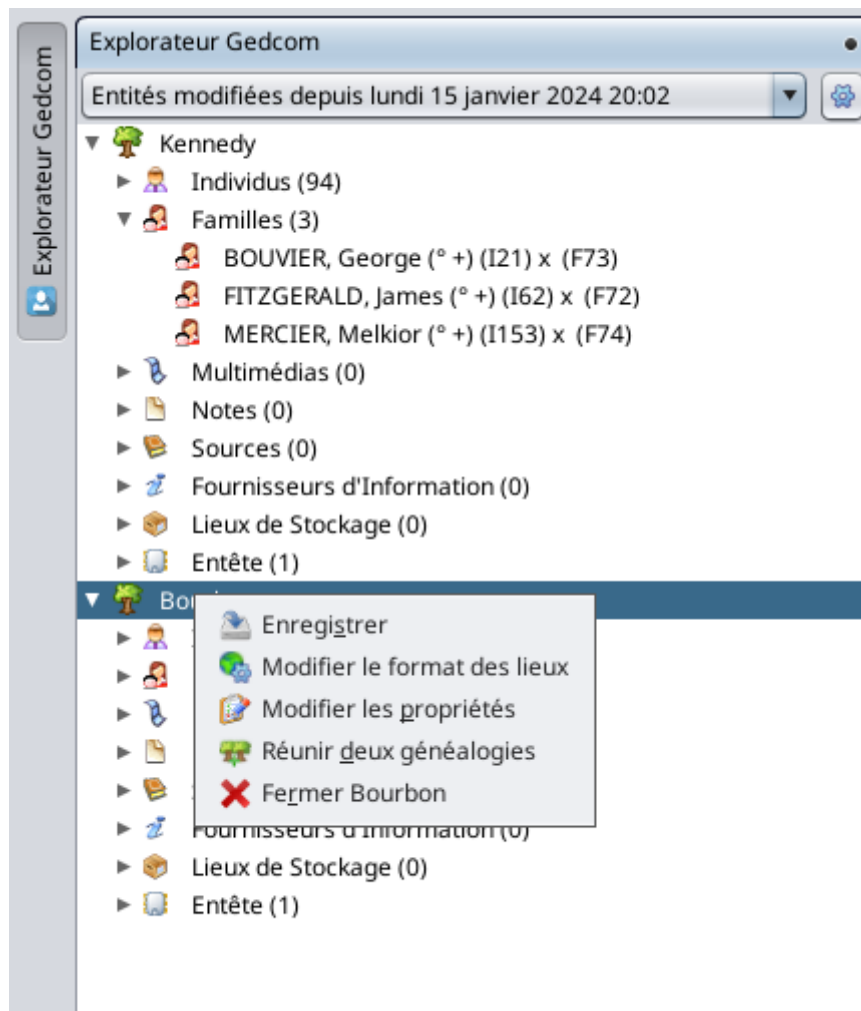 Explorateur Gedcom
Explorateur Gedcom
Entités modifiées depuis lundi 15 janvier 2024 20:02
Kennedy
Individus (94)
Familles (3)
BOUVIER, George (° +) (I21) x (F73)
FITZGERALD, James (° +) (I62) x (F72)
MERCIER, Melkior (° +) (I153) x (F74)
Multimédias (0)
Notes (0)
Sources (0)
Fournisseurs d'Information (0)
Lieux de Stockage (0)
Entête (1)
Enregistrer
Modifier le format des lieux
Modifier les propriétés
Réunir deux généalogies
Fermer Bourbon
Fournisseurs d'Information (0)
Lieux de Stockage (0)
Entête (1)